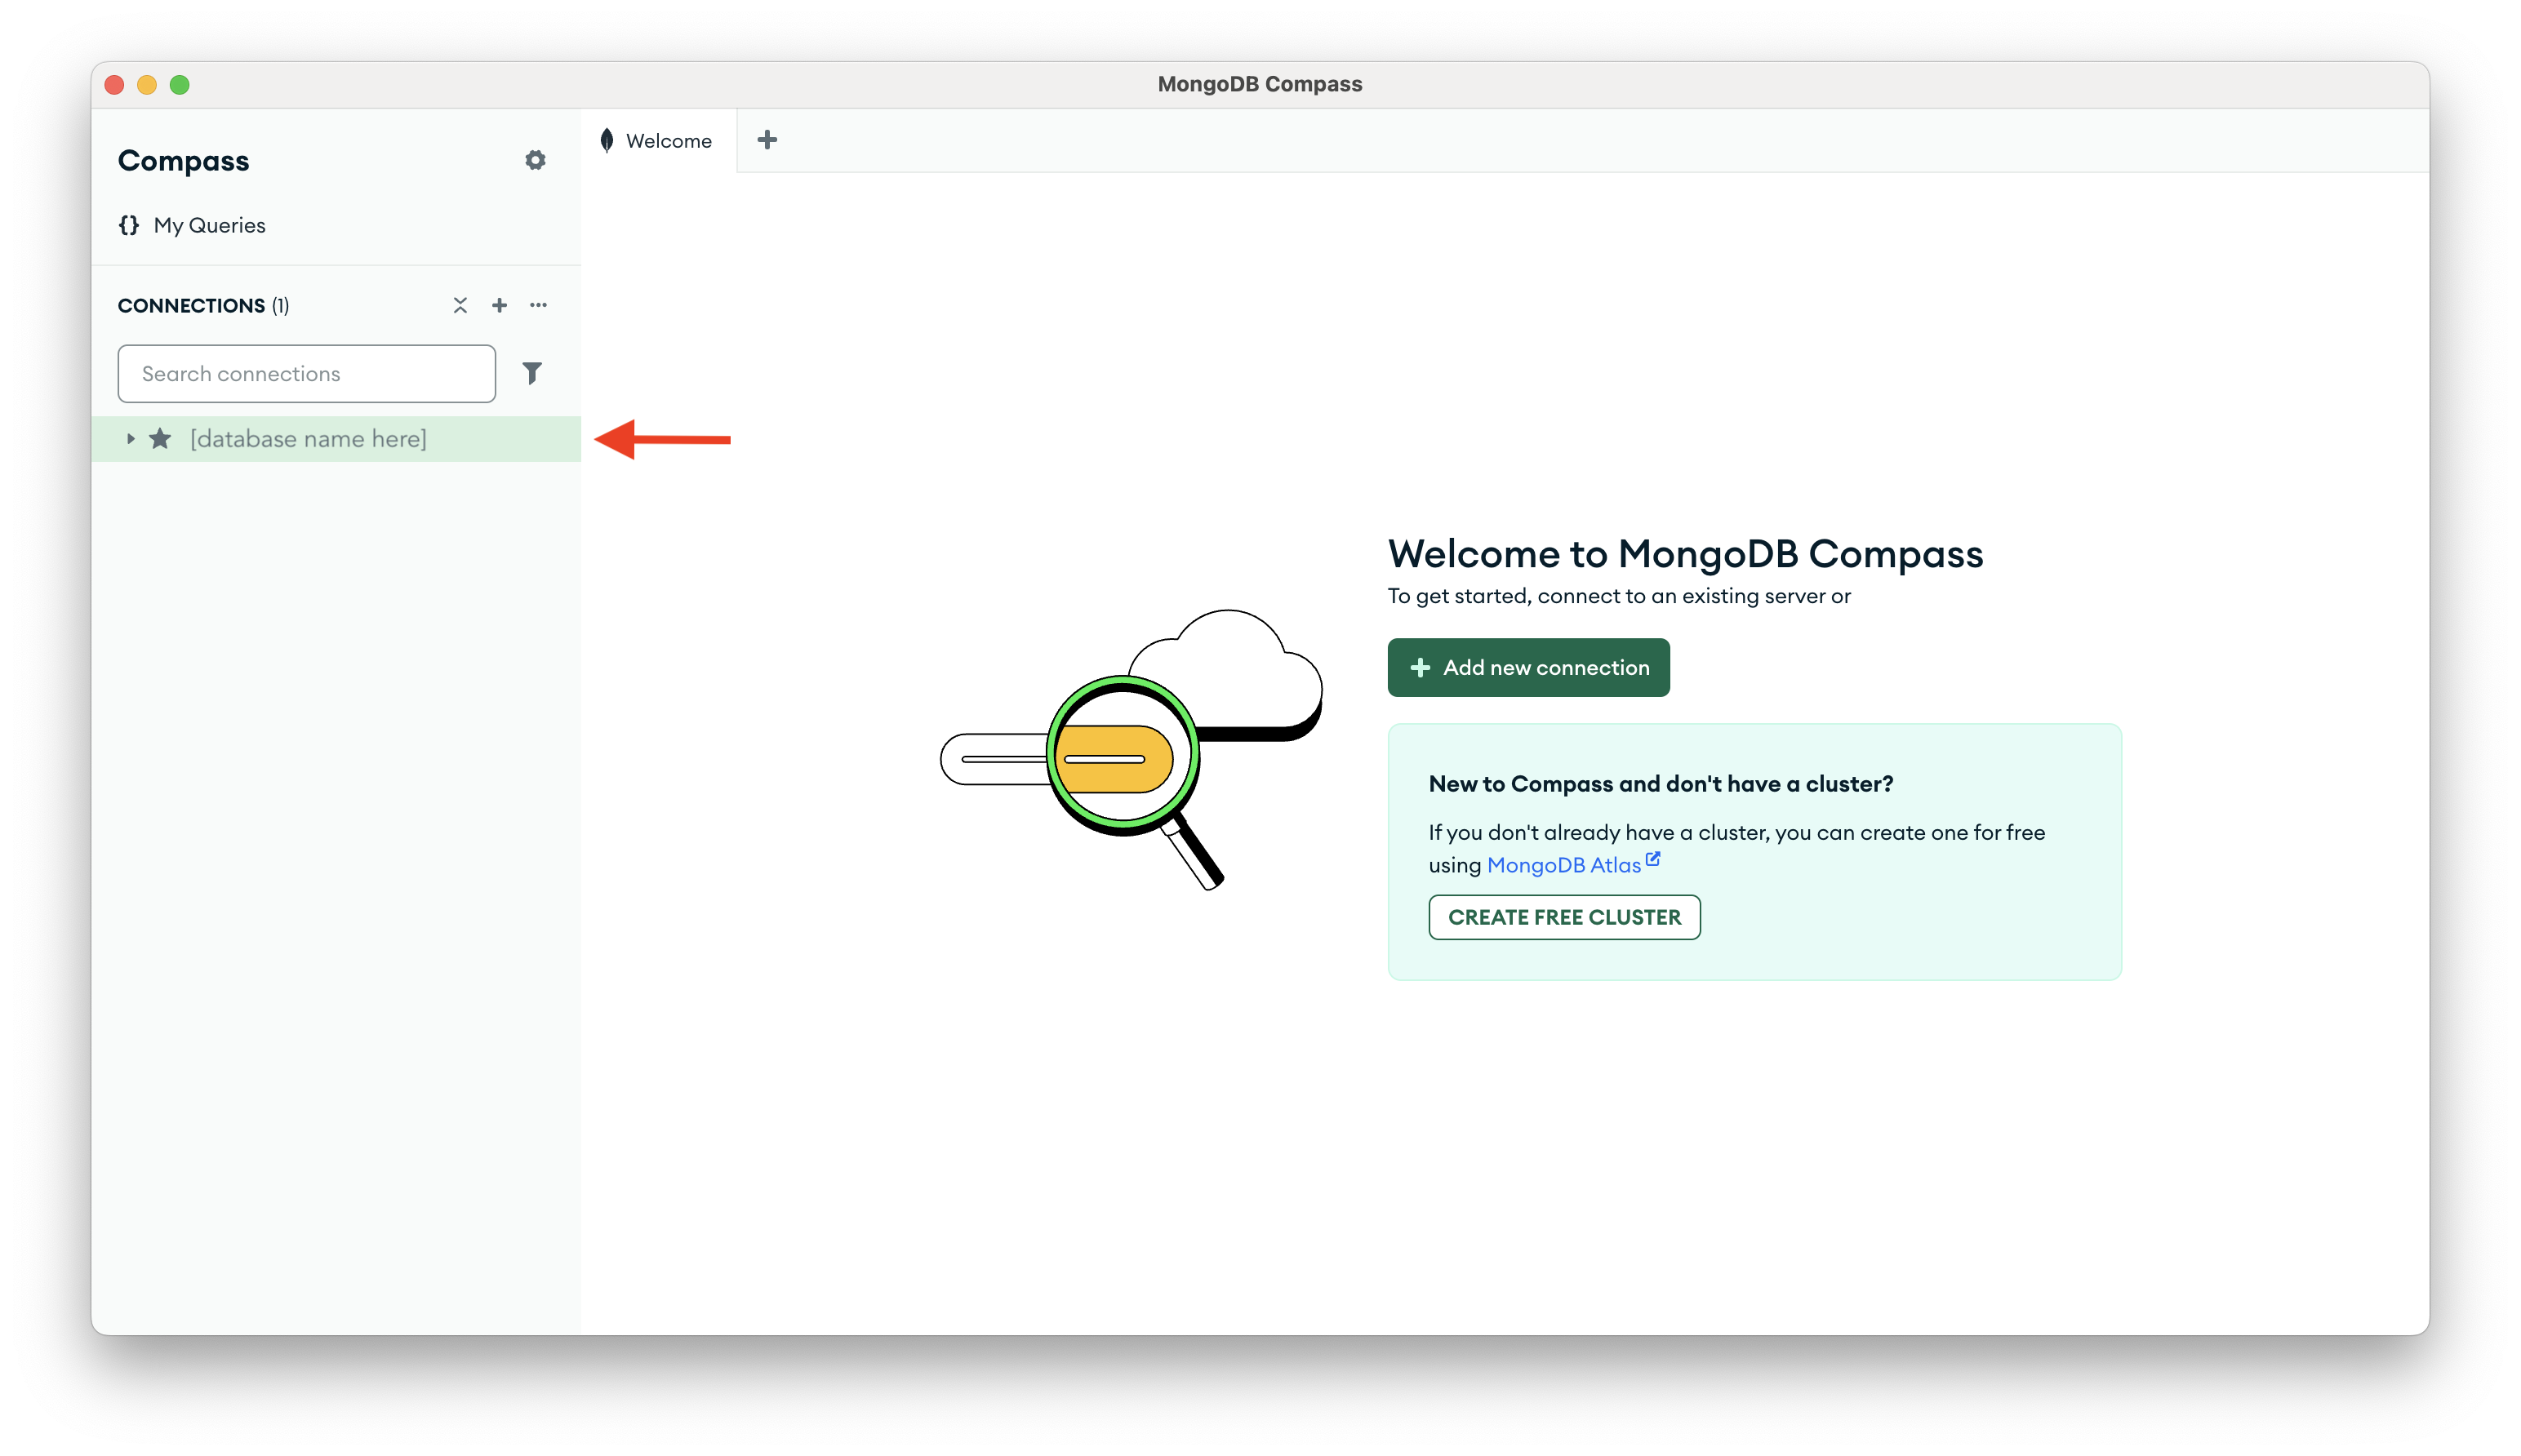 MongoDB Compass
Compass
{} My Queries
CONNECTIONS (1)
Search connections
[database name here]
Welcome
Welcome to MongoDB Compass
To get started, connect to an existing server or
Add new connection
New to Compass and don't have a cluster?
If you don't already have a cluster, you can create one for free
using MongoDB Atlas
CREATE FREE CLUSTER